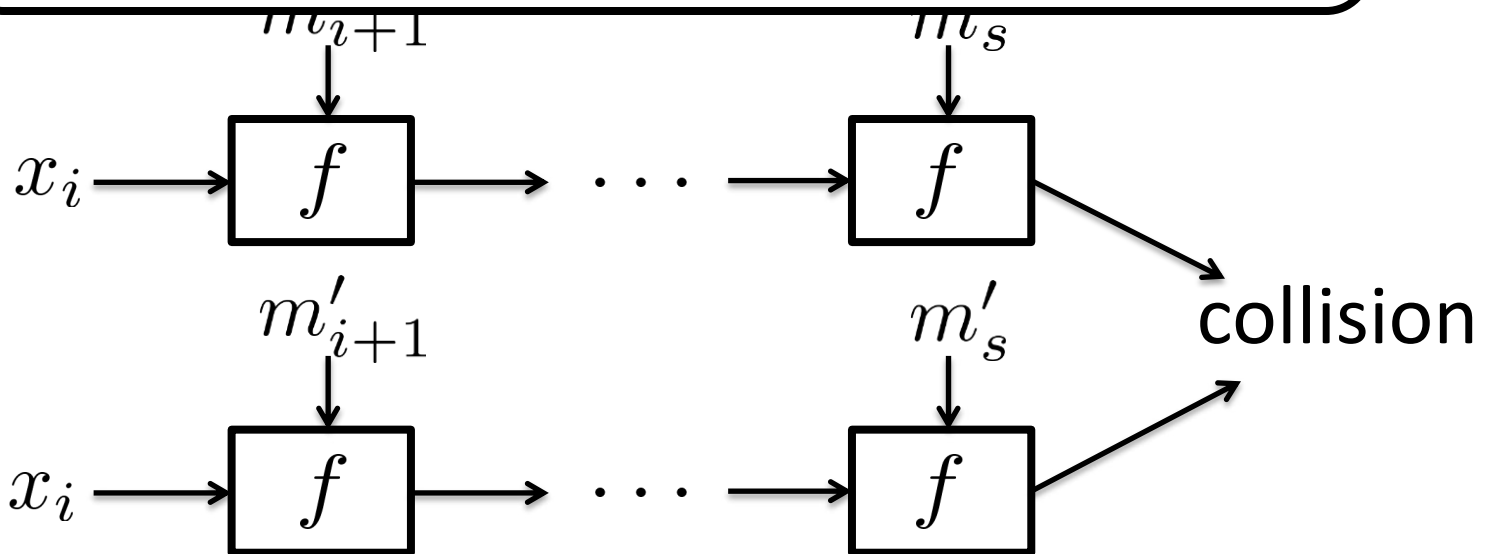 m_{i+1} m_s
x_i f · · · f
m'_{i+1} m'_s
collision
x_i f · · · f